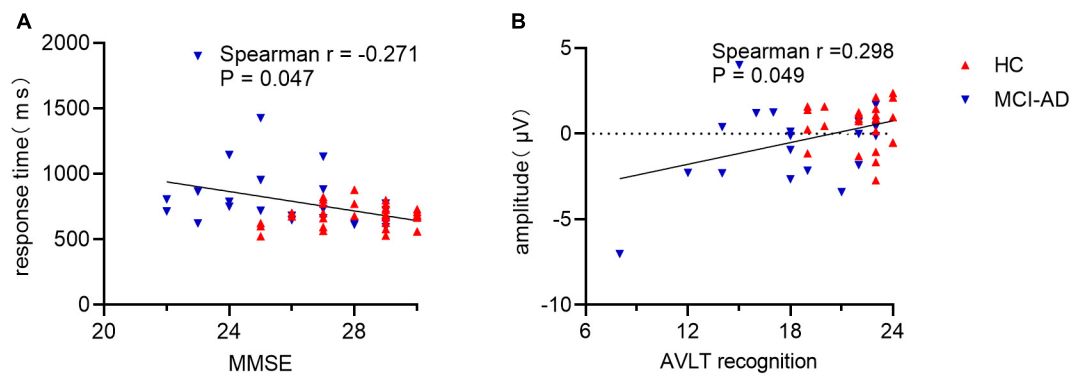 A
Spearman r = -0.271
P = 0.047
response time( ms)
2000
1500
1000
500
0
20
24
28
MMSE
B
Spearman r =0.298
P = 0.049
amplitude( μV)
5
0
-5
-10
6
12
18
24
AVLT recognition
HC
MCI-AD